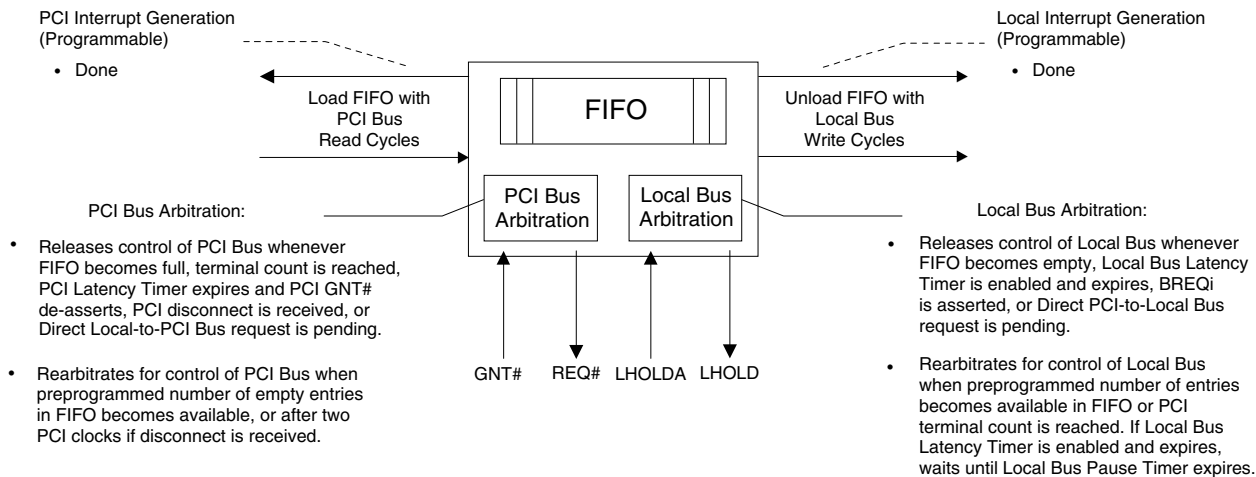 PCI Interrupt Generation
(Programmable)
• Done
Local Interrupt Generation
(Programmable)
• Done
Load FIFO with
PCI Bus
Read Cycles
FIFO
Unload FIFO with
Local Bus
Write Cycles
PCI Bus
Arbitration
Local Bus
Arbitration
PCI Bus Arbitration:
• Releases control of PCI Bus whenever
FIFO becomes full, terminal count is reached,
PCI Latency Timer expires and PCI GNT#
de-asserts, PCI disconnect is received, or
Direct Local-to-PCI Bus request is pending.
• Rearbitrates for control of PCI Bus when
preprogrammed number of empty entries
in FIFO becomes available, or after two
PCI clocks if disconnect is received.
GNT#
REQ#
LHOLDA
LHOLD
Local Bus Arbitration:
• Releases control of Local Bus whenever
FIFO becomes empty, Local Bus Latency
Timer is enabled and expires, BREQi
is asserted, or Direct PCI-to-Local Bus
request is pending.
• Rearbitrates for control of Local Bus
when preprogrammed number of entries
becomes available in FIFO or PCI
terminal count is reached. If Local Bus
Latency Timer is enabled and expires,
waits until Local Bus Pause Timer expires.